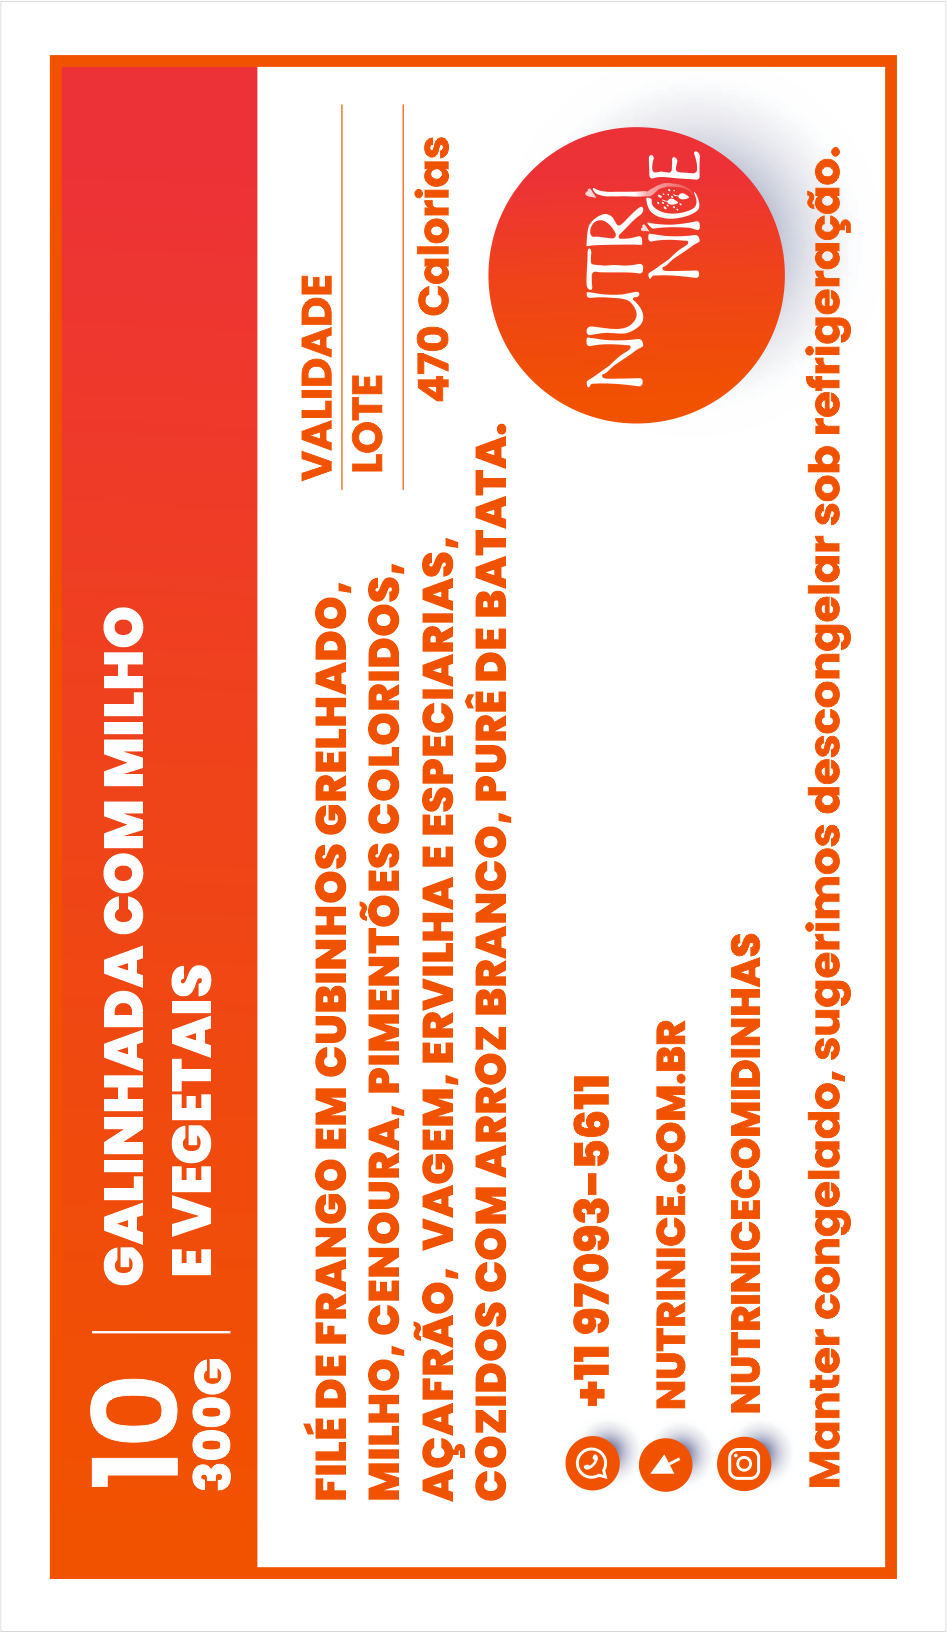 10
300G
GALINHADA COM MILHO
E VEGETAIS
VALIDADE
LOTE
470 Calorias
FILÉ DE FRANGO EM CUBINHOS GRELHADO,
MILHO, CENOURA, PIMENTÕES COLORIDOS,
AÇAFRÃO, VAGEM, ERVILHA E ESPECIARIAS,
COZIDOS COM ARROZ BRANCO, PURÊ DE BATATA.
NUTRI
NICE
+11 97093-5611
NUTRINICE.COM.BR
NUTRINICECOMIDINHAS
Manter congelado, sugerimos descongelar sob refrigeração.